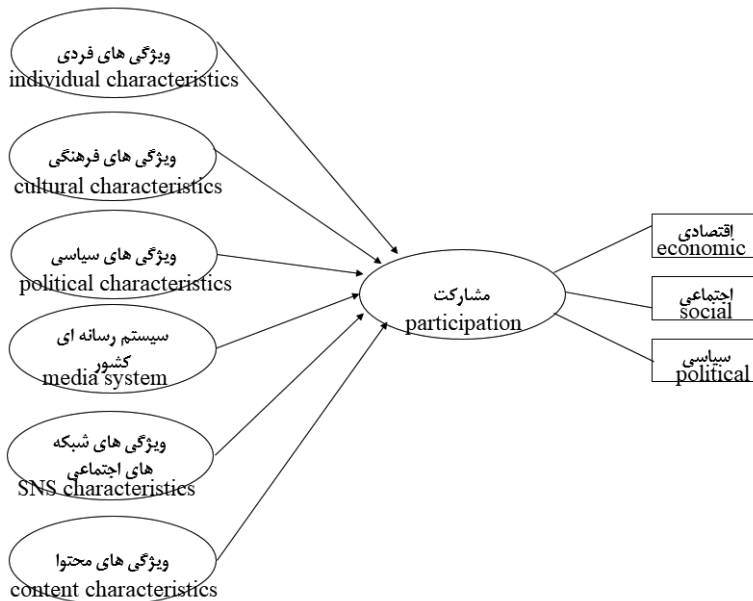 ویژگی های فردی
individual characteristics
ویژگی های فرهنگی
cultural characteristics
ویژگی های سیاسی
political characteristics
سیستم رسانه ای
کشور
media system
ویژگی های شبکه
های اجتماعی
SNS characteristics
ویژگی های محتوا
content characteristics
مشارکت
participation
اقتصادی
economic
اجتماعی
social
سیاسی
political